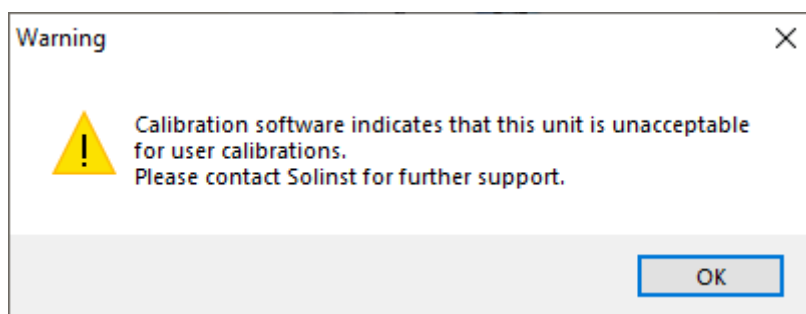 Warning
Calibration software indicates that this unit is unacceptable
for user calibrations.
Please contact Solinst for further support.
OK